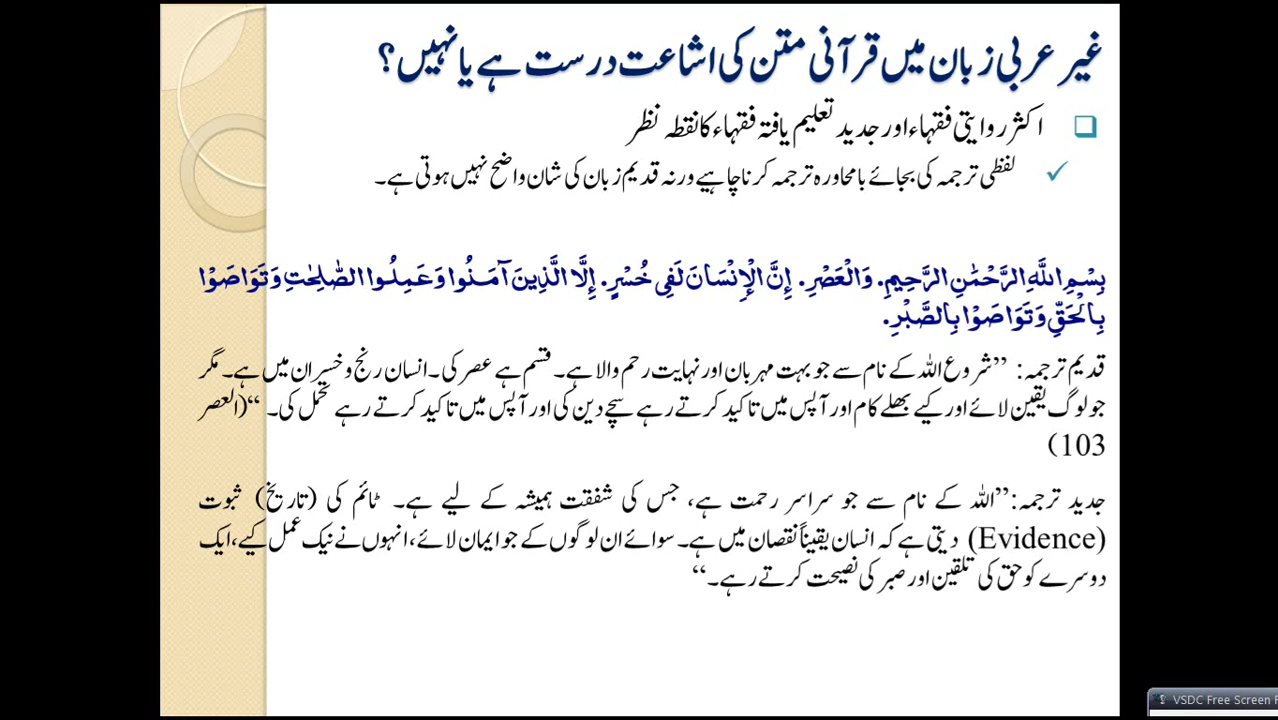 غیر عربی زبان میں قرآنی متن کی اشاعت درست ہے یا نہیں؟
اکثر روایتی فقہاء اور جدید تعلیم یافتہ فقہاء کا نقطہ نظر
لفظی ترجمہ کی بجائے بامحاورہ ترجمہ کرنا چاہیے ورنہ قدیم زبان کی شان واضح نہیں ہوتی ہے۔
بِسْمِ اللَّهِ الرَّحْمَٰنِ الرَّحِيمِ. وَالْعَصْرِ. إِنَّ الْإِنْسَانَ لَفِي خُسْرٍ. إِلَّا الَّذِينَ آمَنُوا وَعَمِلُوا الصّٰلِحٰتِ وَتَوَاصَوْا
بِالْحَقِّ وَتَوَاصَوْا بِالصَّبْرِ.
قدیم ترجمہ: ”شروع اللہ کے نام سے جو بہت مہربان اور نہایت رحم والا ہے۔ قسم ہے عصر کی۔ انسان رنج و خسیران میں ہے۔ مگر
جو لوگ یقین لائے اور کیے بھلے کام اور آپس میں تاکید کرتے رہے سچے دین کی اور آپس میں تاکید کرتے رہے تحمل کی۔“ (العصر
103)
جدید ترجمہ: ”اللہ کے نام سے جو سراسر رحمت ہے، جس کی شفقت ہمیشہ کے لیے ہے۔ ٹائم کی (تاریخ) ثبوت
(Evidence) دیتی ہے کہ انسان یقیناً نقصان میں ہے۔ سوائے ان لوگوں کے جو ایمان لائے، انہوں نے نیک عمل کیے، ایک
دوسرے کو حق کی تلقین اور صبر کی نصیحت کرتے رہے۔“
VSDC Free Screen